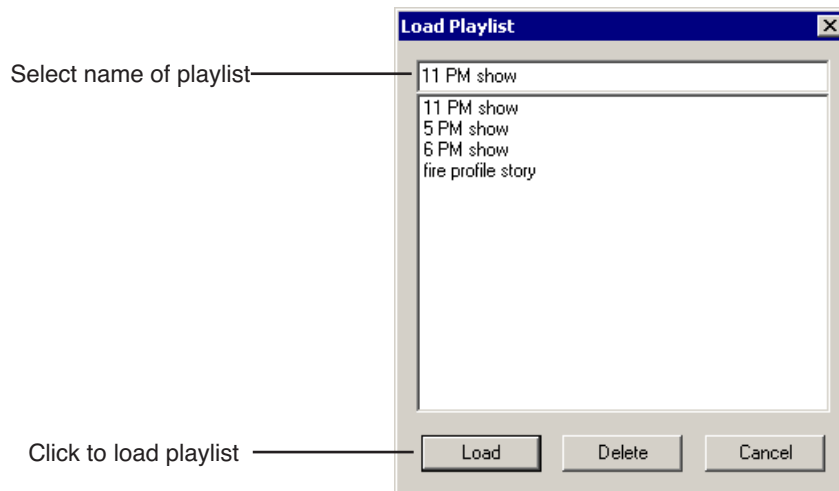 Load Playlist
Select name of playlist
11 PM show
11 PM show
5 PM show
6 PM show
fire profile story
Click to load playlist
Load
Delete
Cancel